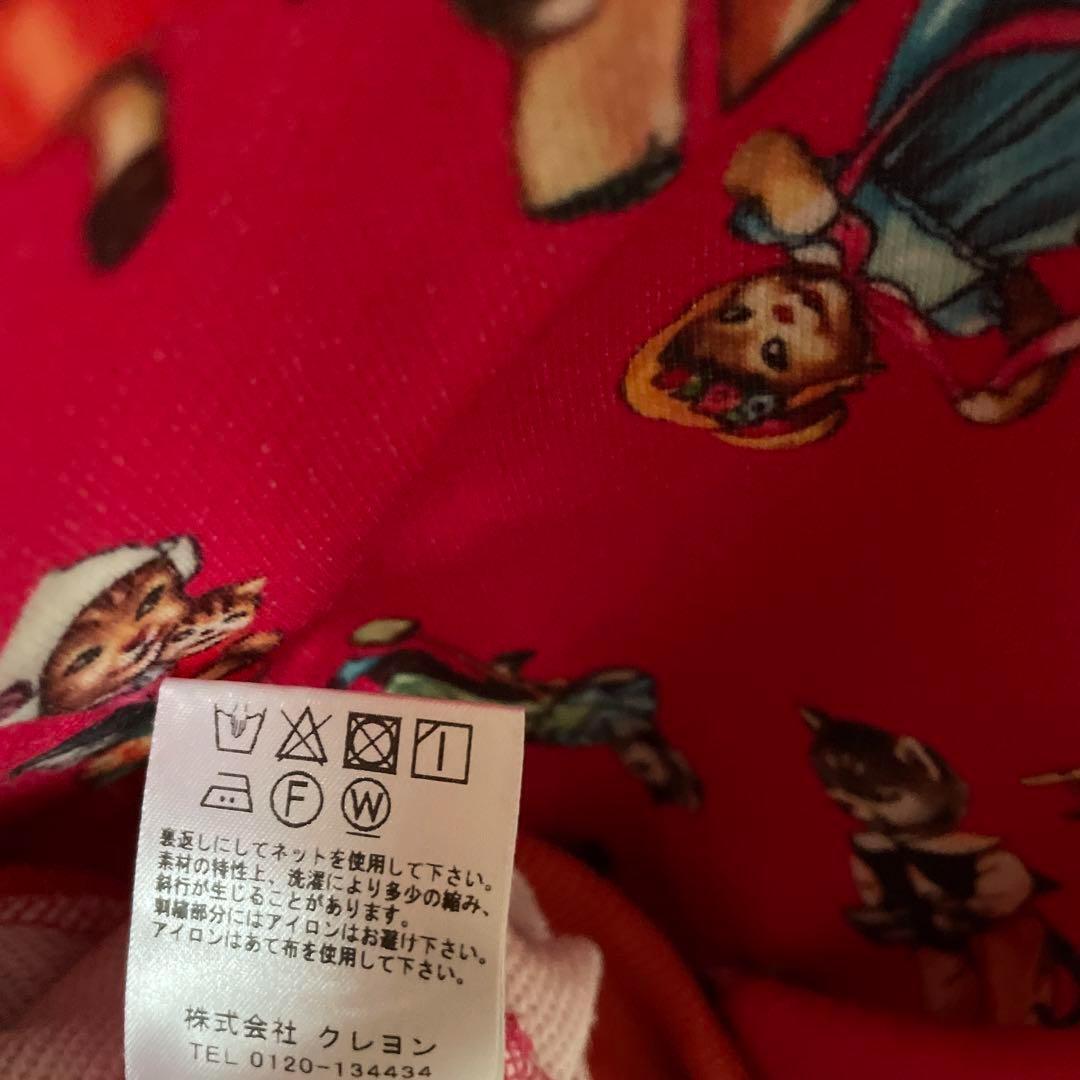 F W
裏返しにしてネットを使用して下さい。
素材の特性上、洗濯により多少の縮み、
斜行が生じることがあります。
刺繍部分にはアイロンはお避け下さい。
アイロンはあて布を使用して下さい。
株式会社 クレヨン
TEL 0120-134434